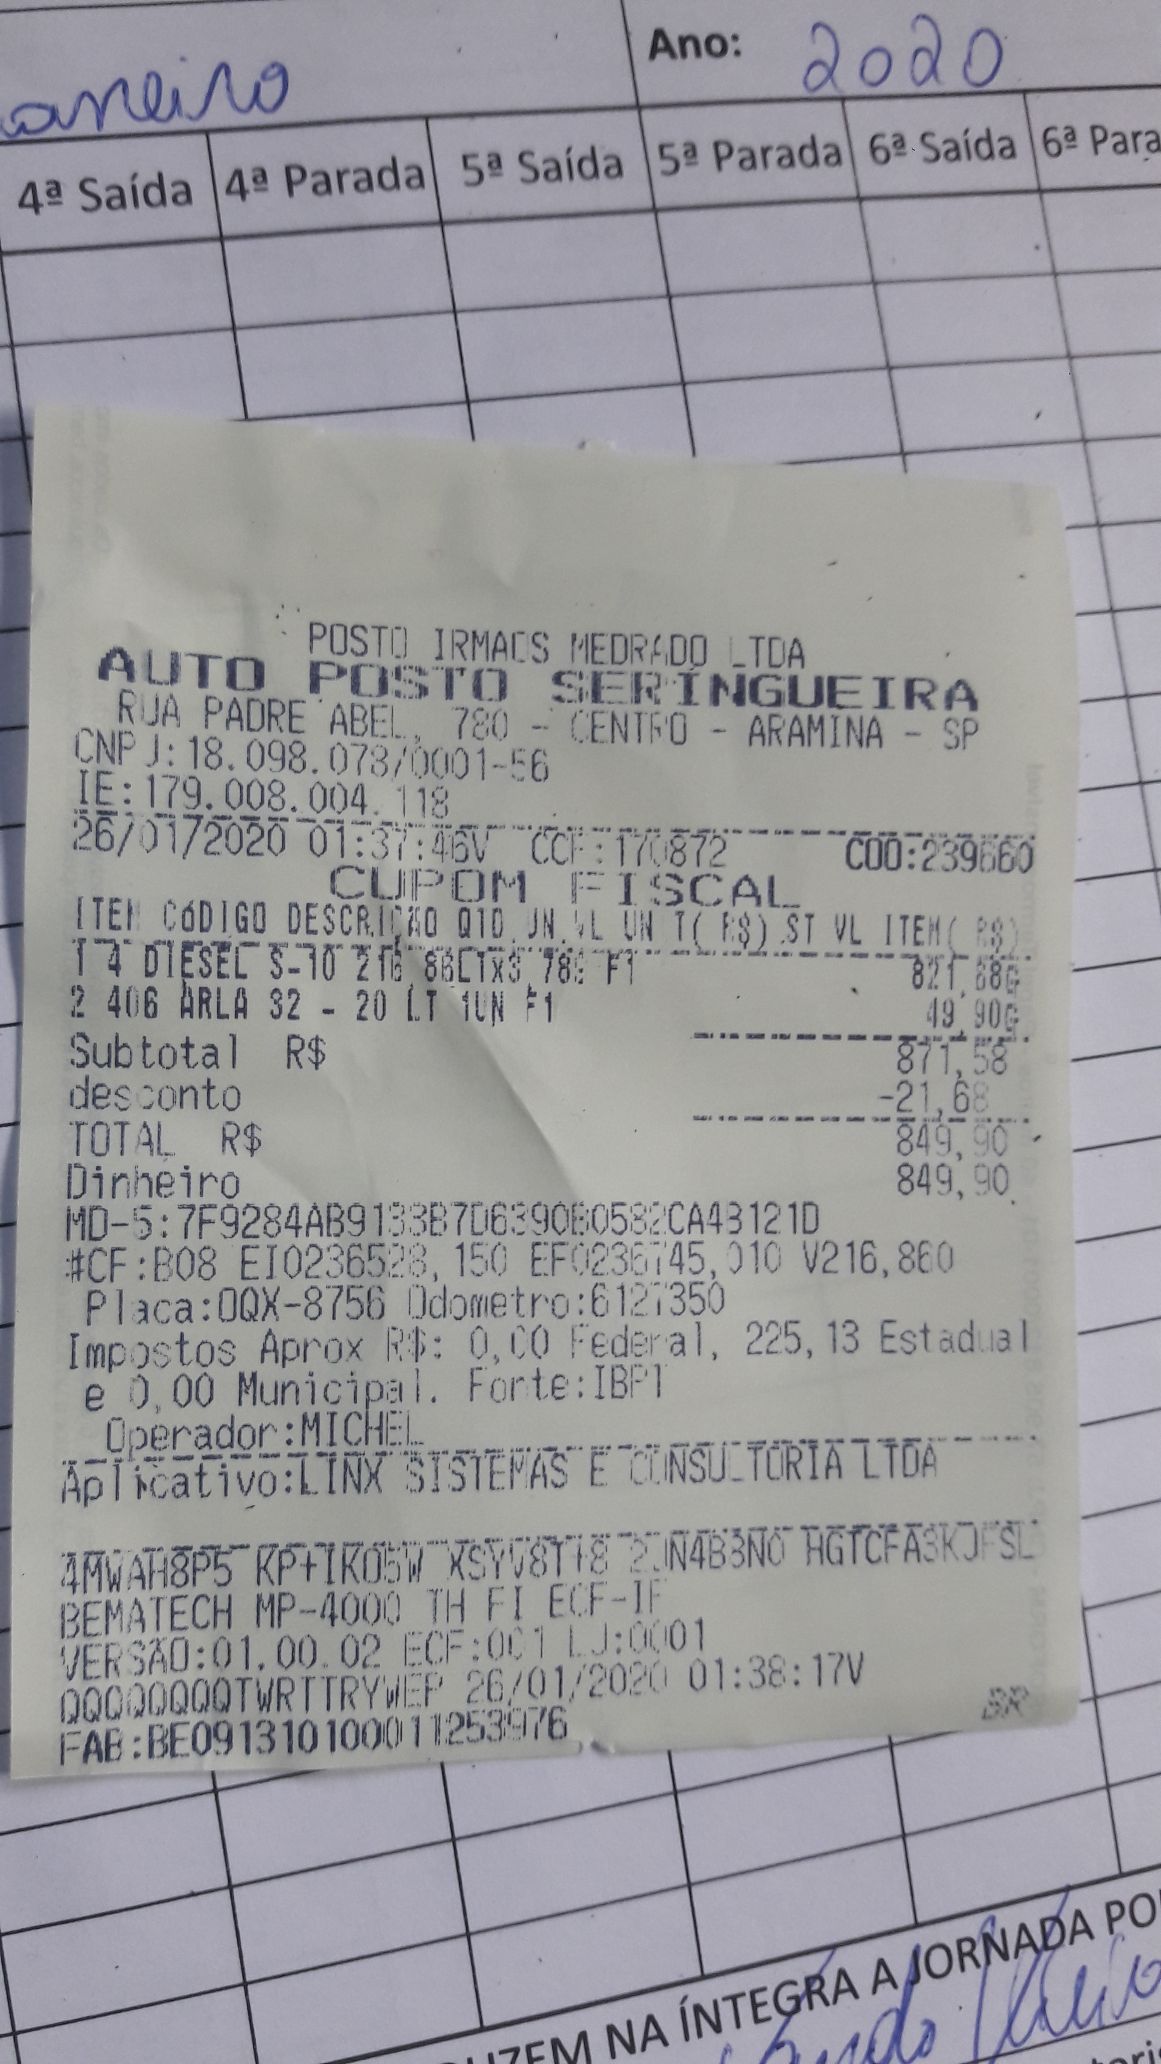 Ano: 2020
4ª Saída 4ª Parada 5ª Saída 5ª Parada 6ª Saída 6ª Para
POSTO IRMAOS MEDRADO LTDA
AUTO POSTO SERINGUEIRA
RUA PADRE ABEL, 780 - CENTRO - ARAMINA - SP
CNPJ:18.098.078/0001-56
IE:179.008.004.118
26/01/2020 01:37:46V CCF:170872 COO:239660
CUPOM FISCAL
ITEM CóDIGO DESCRIÇÃO QTD.UN.VL UN T( R$) ST VL ITEM( R$)
1 4 DIESEL S-10 216,86LTx3,789 F1 821,68G
2 406 ARLA 32 - 20 LT 1UN F1 49,90G
Subtotal R$ 871,58
desconto -21,68
TOTAL R$ 849,90
Dinheiro 849,90
MD-5:7F9284AB9133B7D6390B0582CA4B121D
#CF:B08 EI0236528,150 EF0236745,010 V216,860
Placa:OQX-8756 Odometro:6127350
Impostos Aprox R$: 0,00 Federal, 225,13 Estadual
e 0,00 Municipal. Fonte:IBPT
Operador:MICHEL
Aplicativo:LINX SISTEMAS E CONSULTORIA LTDA
4MWAH8P5 HGTCFA3KJFSL
BEMATECH MP-4000 TH FI ECF-IF
VERSÃO:01.00.02 ECF:001 LJ:0001
QQQQQQQQTWRTTRYWEP 26/01/2020 01:38:17V
FAB:BE091310100011253976
BR
UZEM NA ÍNTEGRA A JORNADA PO